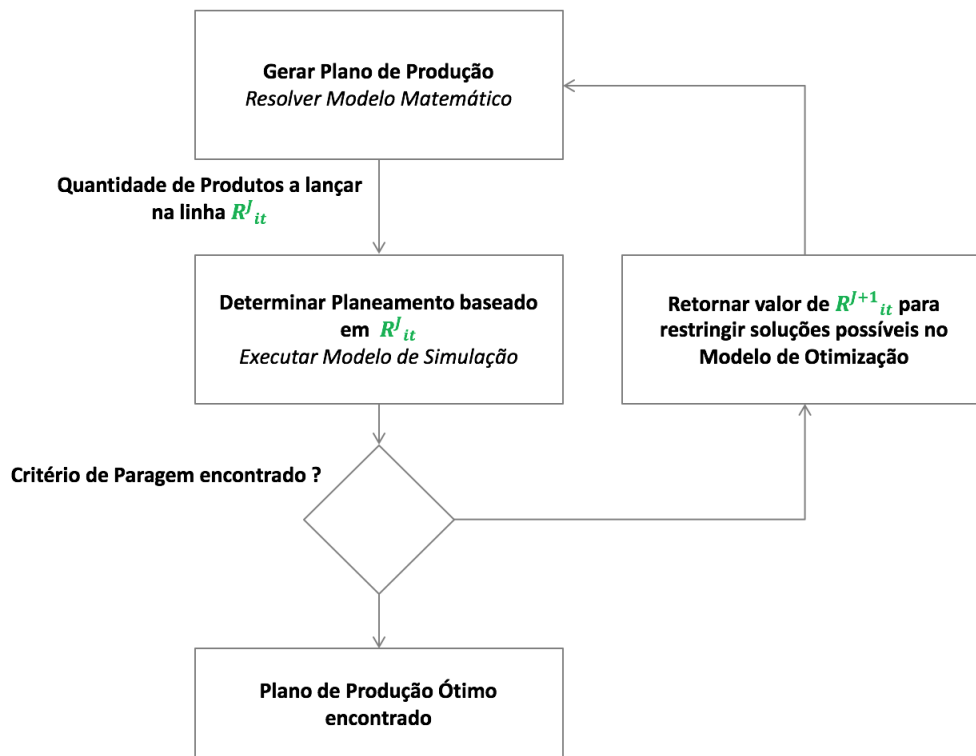 Gerar Plano de Produção
Resolver Modelo Matemático
Quantidade de Produtos a lançar
na linha R^J_it
Determinar Planeamento baseado
em R^J_it
Executar Modelo de Simulação
Retornar valor de R^J+1_it para
restringir soluções possíveis no
Modelo de Otimização
Critério de Paragem encontrado ?
Plano de Produção Ótimo
encontrado